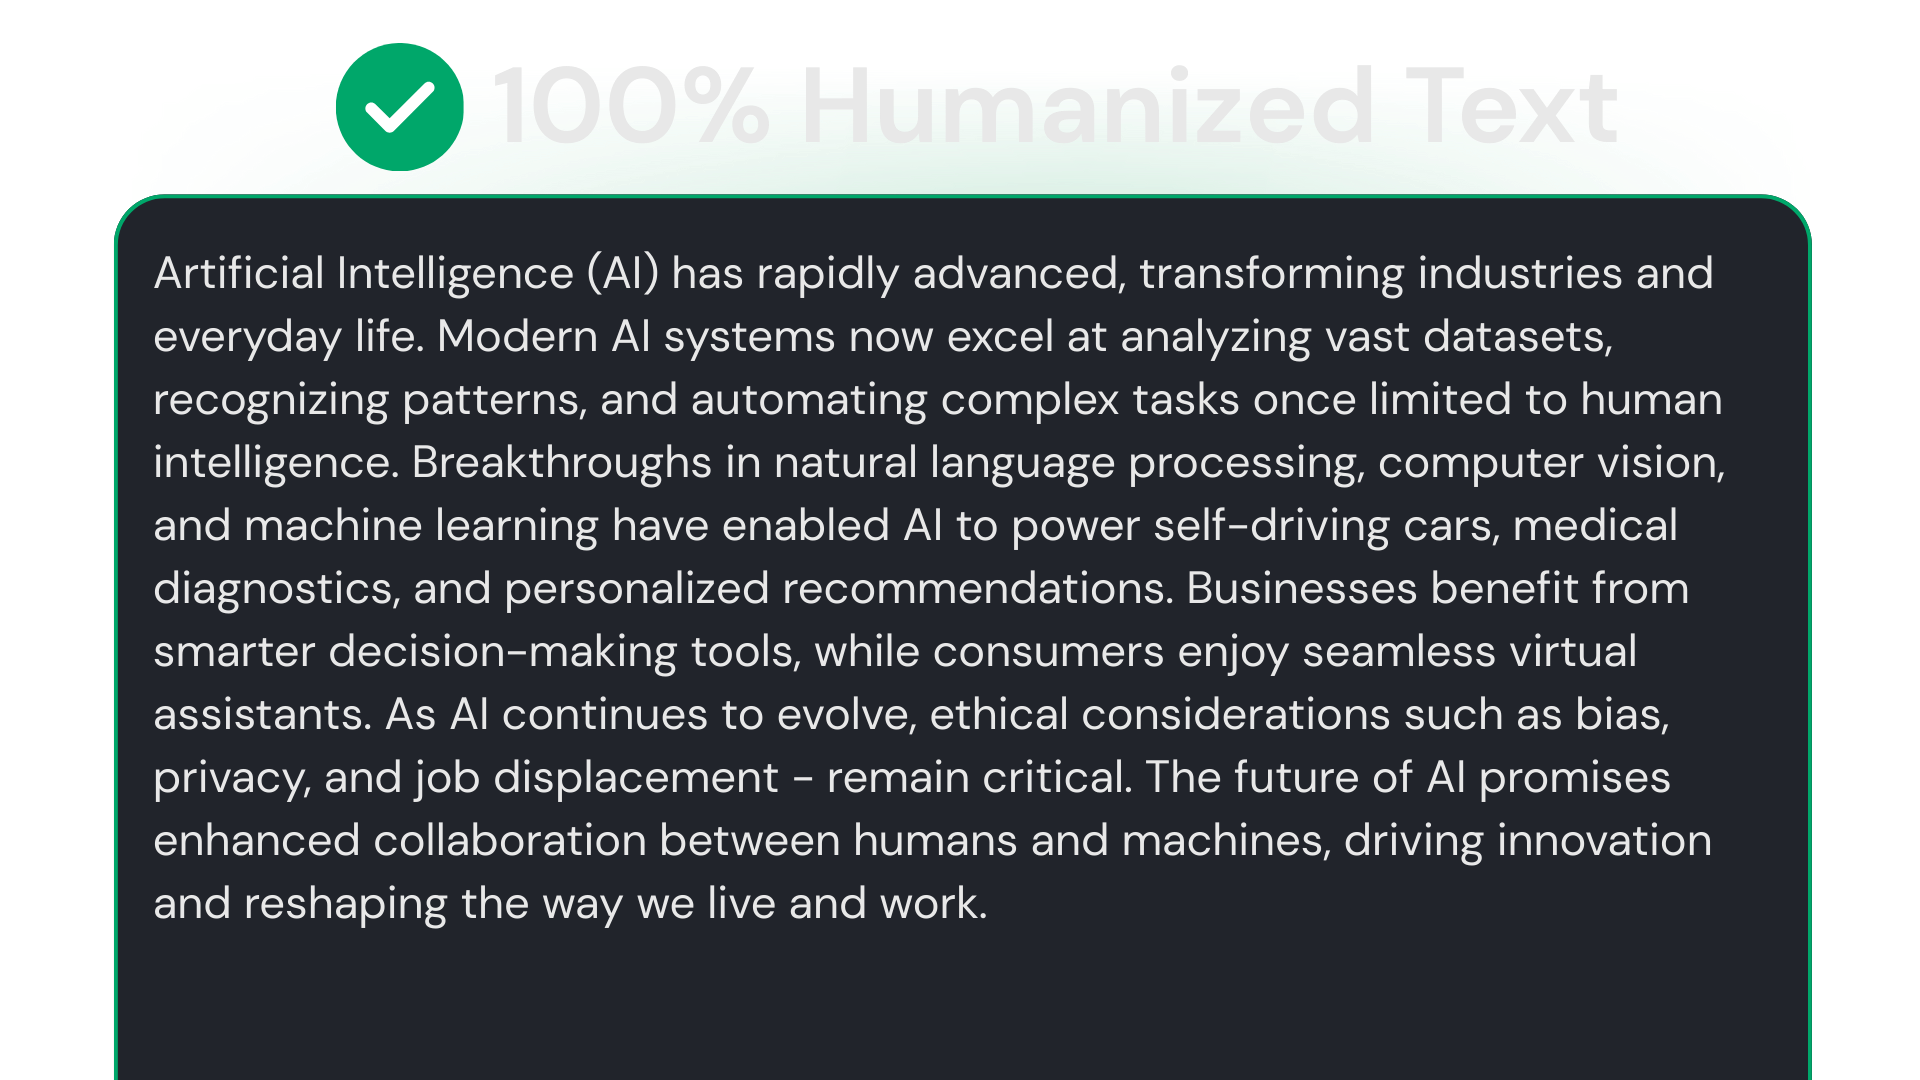 100% Humanized Text
Artificial Intelligence (AI) has rapidly advanced, transforming industries and
everyday life. Modern AI systems now excel at analyzing vast datasets,
recognizing patterns, and automating complex tasks once limited to human
intelligence. Breakthroughs in natural language processing, computer vision,
and machine learning have enabled AI to power self-driving cars, medical
diagnostics, and personalized recommendations. Businesses benefit from
smarter decision-making tools, while consumers enjoy seamless virtual
assistants. As AI continues to evolve, ethical considerations such as bias,
privacy, and job displacement - remain critical. The future of AI promises
enhanced collaboration between humans and machines, driving innovation
and reshaping the way we live and work.